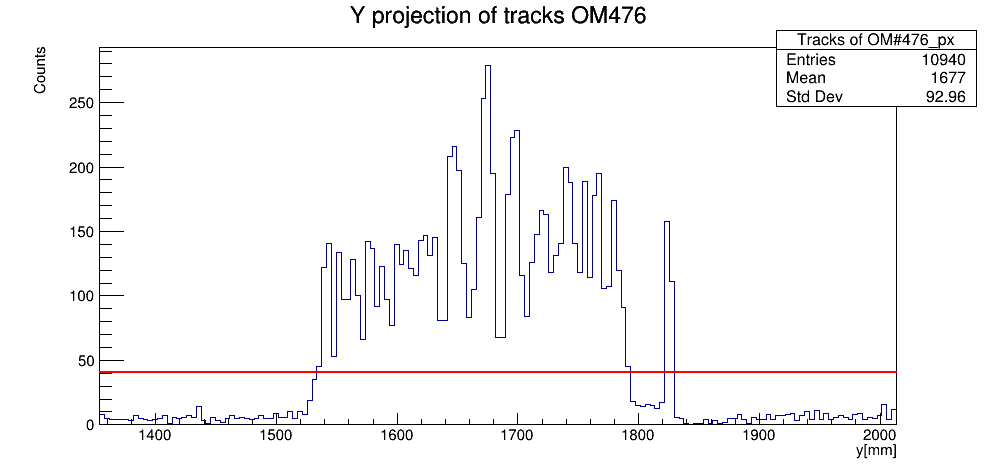 Y projection of tracks OM476
Tracks of OM#476_px
Entries 10940
Mean 1677
Std Dev 92.96
Counts
250
200
150
100
50
0
1400 1500 1600 1700 1800 1900 2000
y[mm]